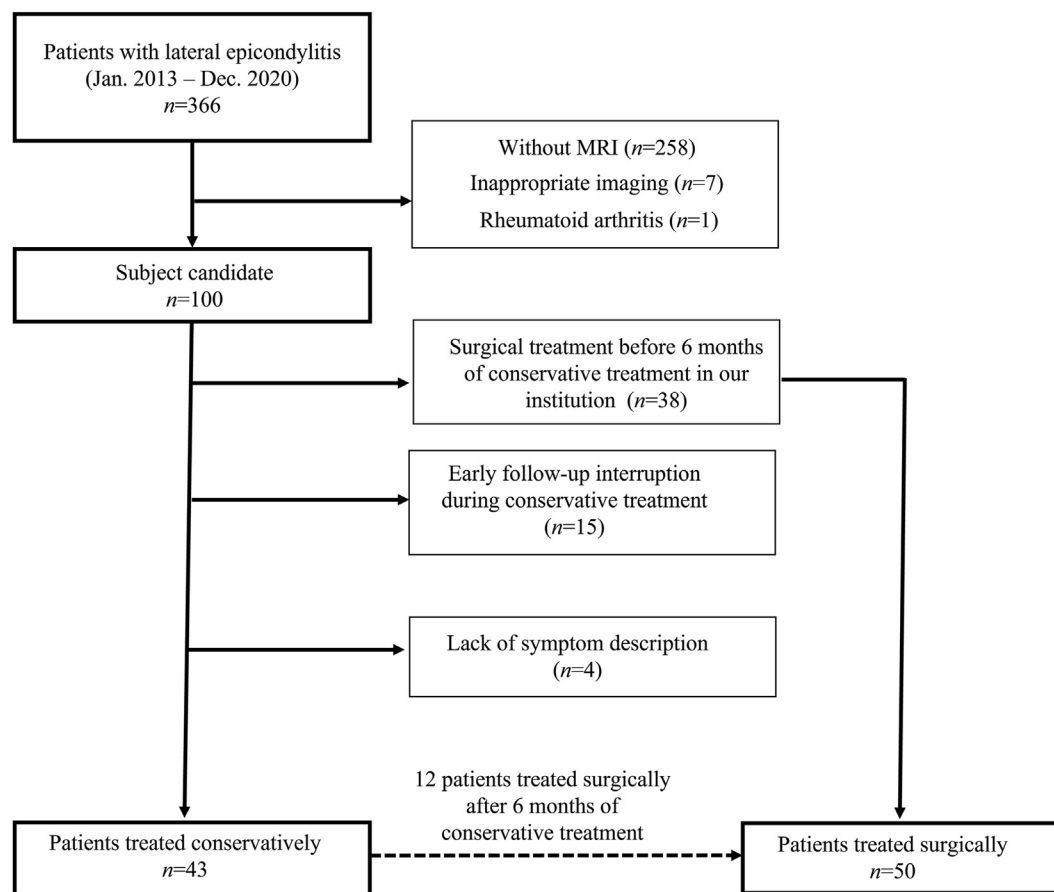 Patients with lateral epicondylitis
(Jan. 2013 – Dec. 2020)
n=366
Without MRI (n=258)
Inappropriate imaging (n=7)
Rheumatoid arthritis (n=1)
Subject candidate
n=100
Surgical treatment before 6 months
of conservative treatment in our
institution (n=38)
Early follow-up interruption
during conservative treatment
(n=15)
Lack of symptom description
(n=4)
12 patients treated surgically
after 6 months of
conservative treatment
Patients treated conservatively
n=43
Patients treated surgically
n=50